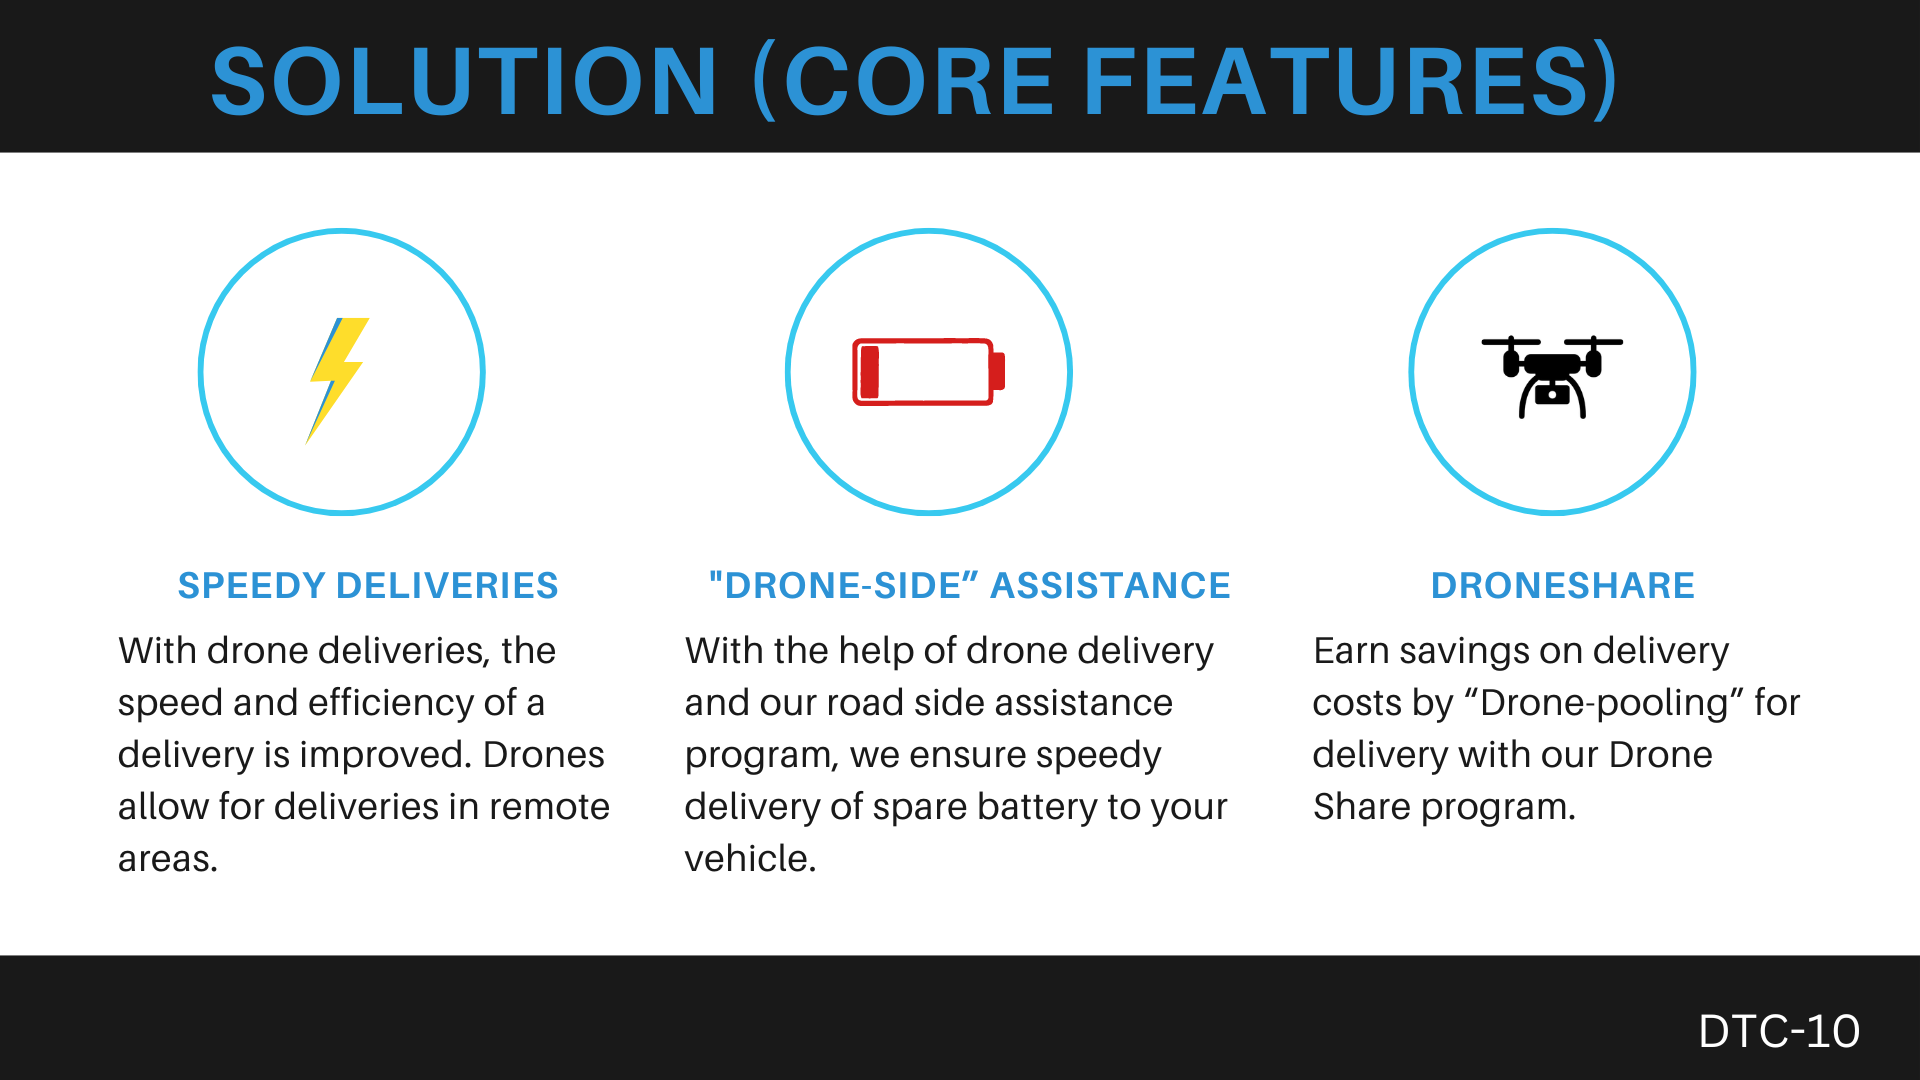 SOLUTION (CORE FEATURES)
SPEEDY DELIVERIES
With drone deliveries, the
speed and efficiency of a
delivery is improved. Drones
allow for deliveries in remote
areas.
"DRONE-SIDE” ASSISTANCE
With the help of drone delivery
and our road side assistance
program, we ensure speedy
delivery of spare battery to your
vehicle.
DRONESHARE
Earn savings on delivery
costs by “Drone-pooling” for
delivery with our Drone
Share program.
DTC-10